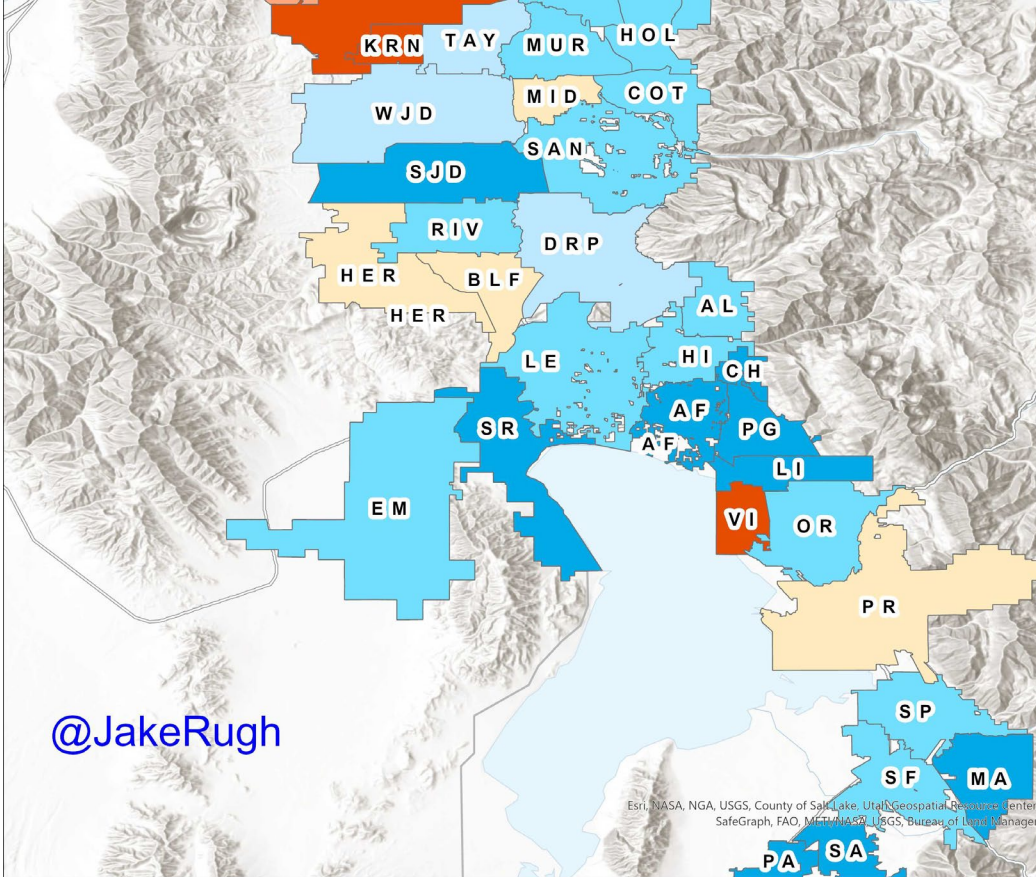 KRN
TAY
MUR
HOL
WJD
MID
COT
SAN
SJD
RIV
DRP
HER
BLF
HER
AL
LE
HI
CH
AF
SR
PG
AF
LI
EM
VI
OR
PR
@JakeRugh
SP
SF
MA
Esri, NASA, NGA, USGS, County of Salt Lake, Utah Geospatial Resource Center
SafeGraph, FAO, METI/NASA, USGS, Bureau of Land Manager
PA
SA